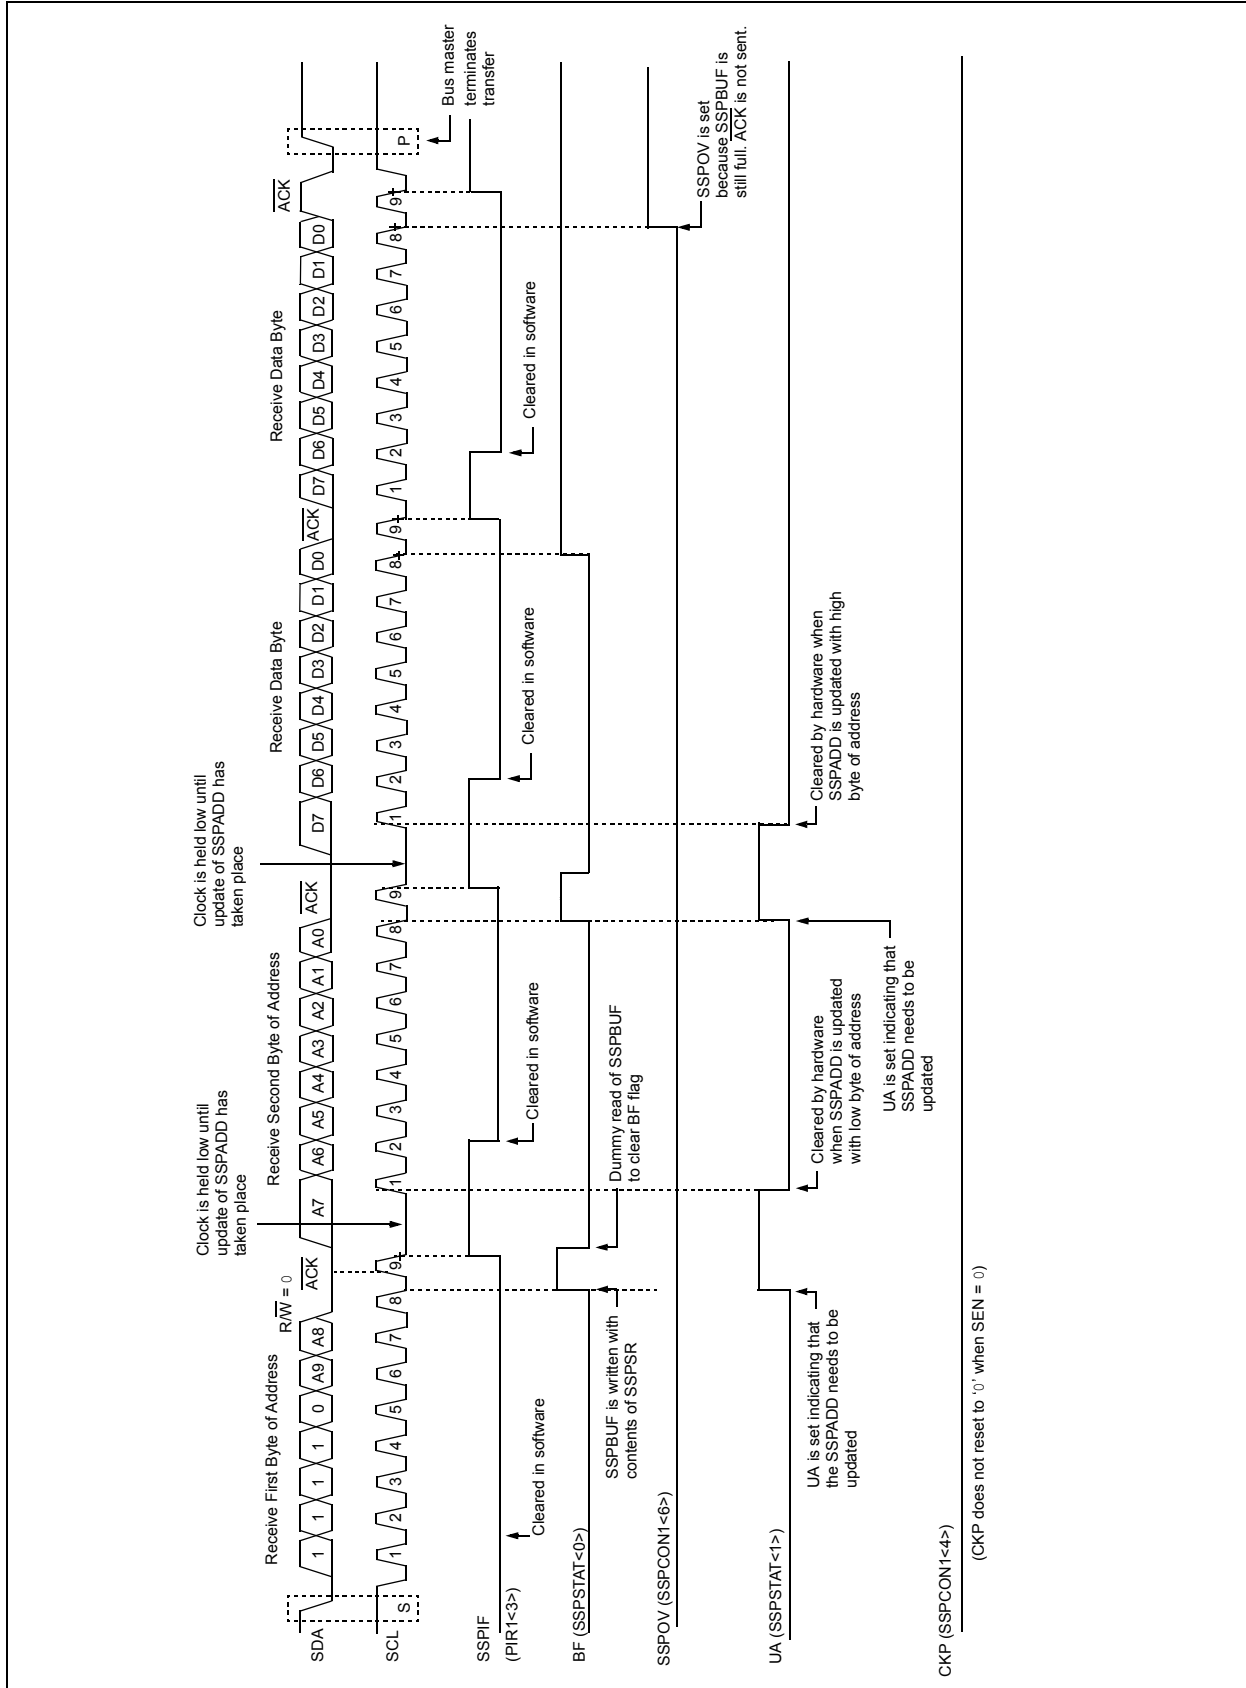 Receive First Byte of Address
R/W = 0
ACK
Clock is held low until
update of SSPADD has
taken place
Receive Second Byte of Address
ACK
Clock is held low until
update of SSPADD has
taken place
Receive Data Byte
ACK
Receive Data Byte
ACK
SDA
1 1 1 1 0 A9 A8 A7 A6 A5 A4 A3 A2 A1 A0 D7 D6 D5 D4 D3 D2 D1 D0 D7 D6 D5 D4 D3 D2 D1 D0
SCL
S 1 2 3 4 5 6 7 8 9 1 2 3 4 5 6 7 8 9 1 2 3 4 5 6 7 8 9 1 2 3 4 5 6 7 8 9 P
Bus master
terminates
transfer
SSPIF
(PIR1<3>)
Cleared in software
Cleared in software
Cleared in software
Cleared in software
BF (SSPSTAT<0>)
SSPBUF is written with
contents of SSPSR
Dummy read of SSPBUF
to clear BF flag
SSPOV (SSPCON1<6>)
SSPOV is set
because SSPBUF is
still full. ACK is not sent.
UA (SSPSTAT<1>)
UA is set indicating that
the SSPADD needs to be
updated
Cleared by hardware
when SSPADD is updated
with low byte of address
UA is set indicating that
SSPADD needs to be
updated
Cleared by hardware when
SSPADD is updated with high
byte of address
CKP (SSPCON1<4>)
(CKP does not reset to ‘0’ when SEN = 0)